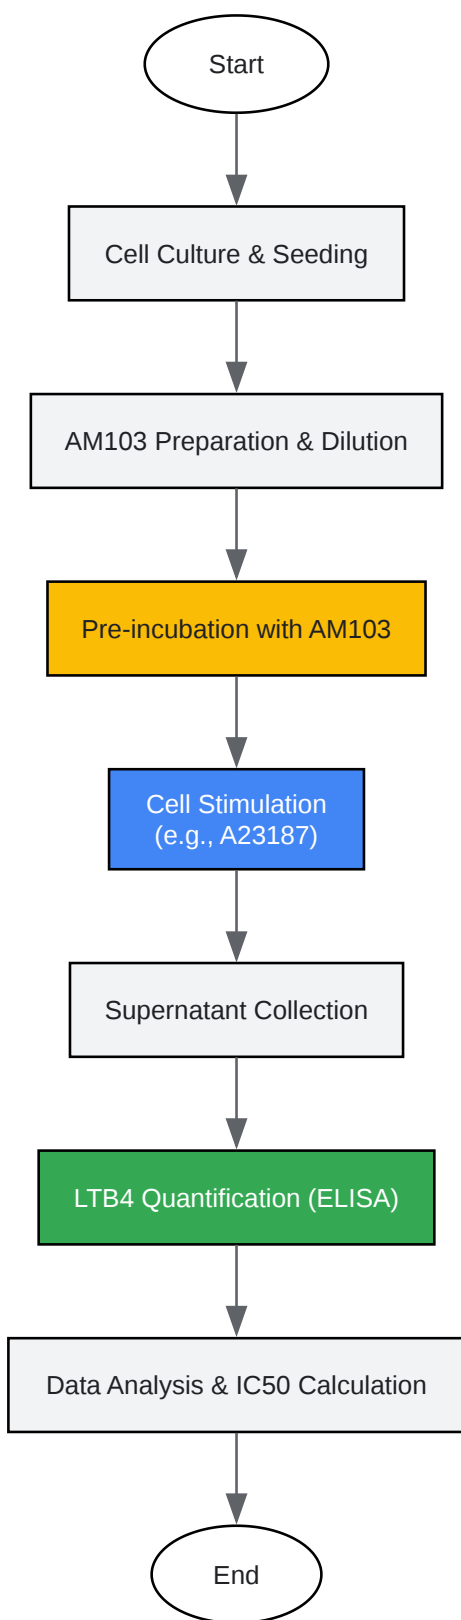 Start
Cell Culture & Seeding
AM103 Preparation & Dilution
Pre-incubation with AM103
Cell Stimulation
(e.g., A23187)
Supernatant Collection
LTB4 Quantification (ELISA)
Data Analysis & IC50 Calculation
End